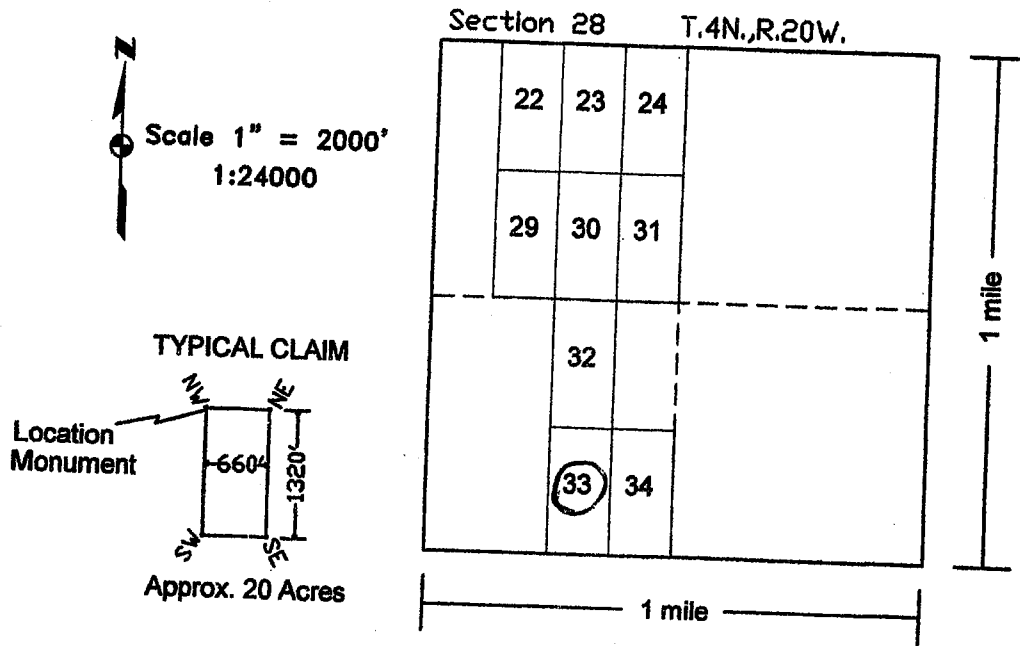 Section 28 T.4N.,R.20W.
N
Scale 1" = 2000'
1:24000
22 23 24
29 30 31
32
33 34
1 mile
1 mile
TYPICAL CLAIM
NW NE
Location
Monument
660'
1320'
SW SE
Approx. 20 Acres